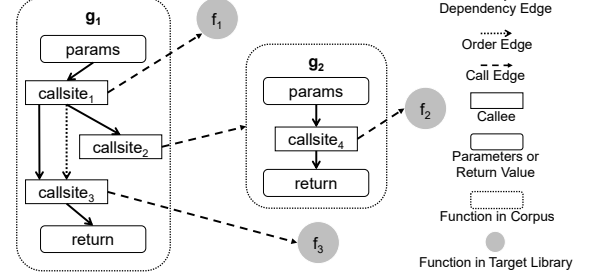 g1
params
callsite1
callsite2
callsite3
return
f1
g2
params
callsite4
return
f2
f3
Dependency Edge
Order Edge
Call Edge
Callee
Parameters or
Return Value
Function in Corpus
Function in Target Library